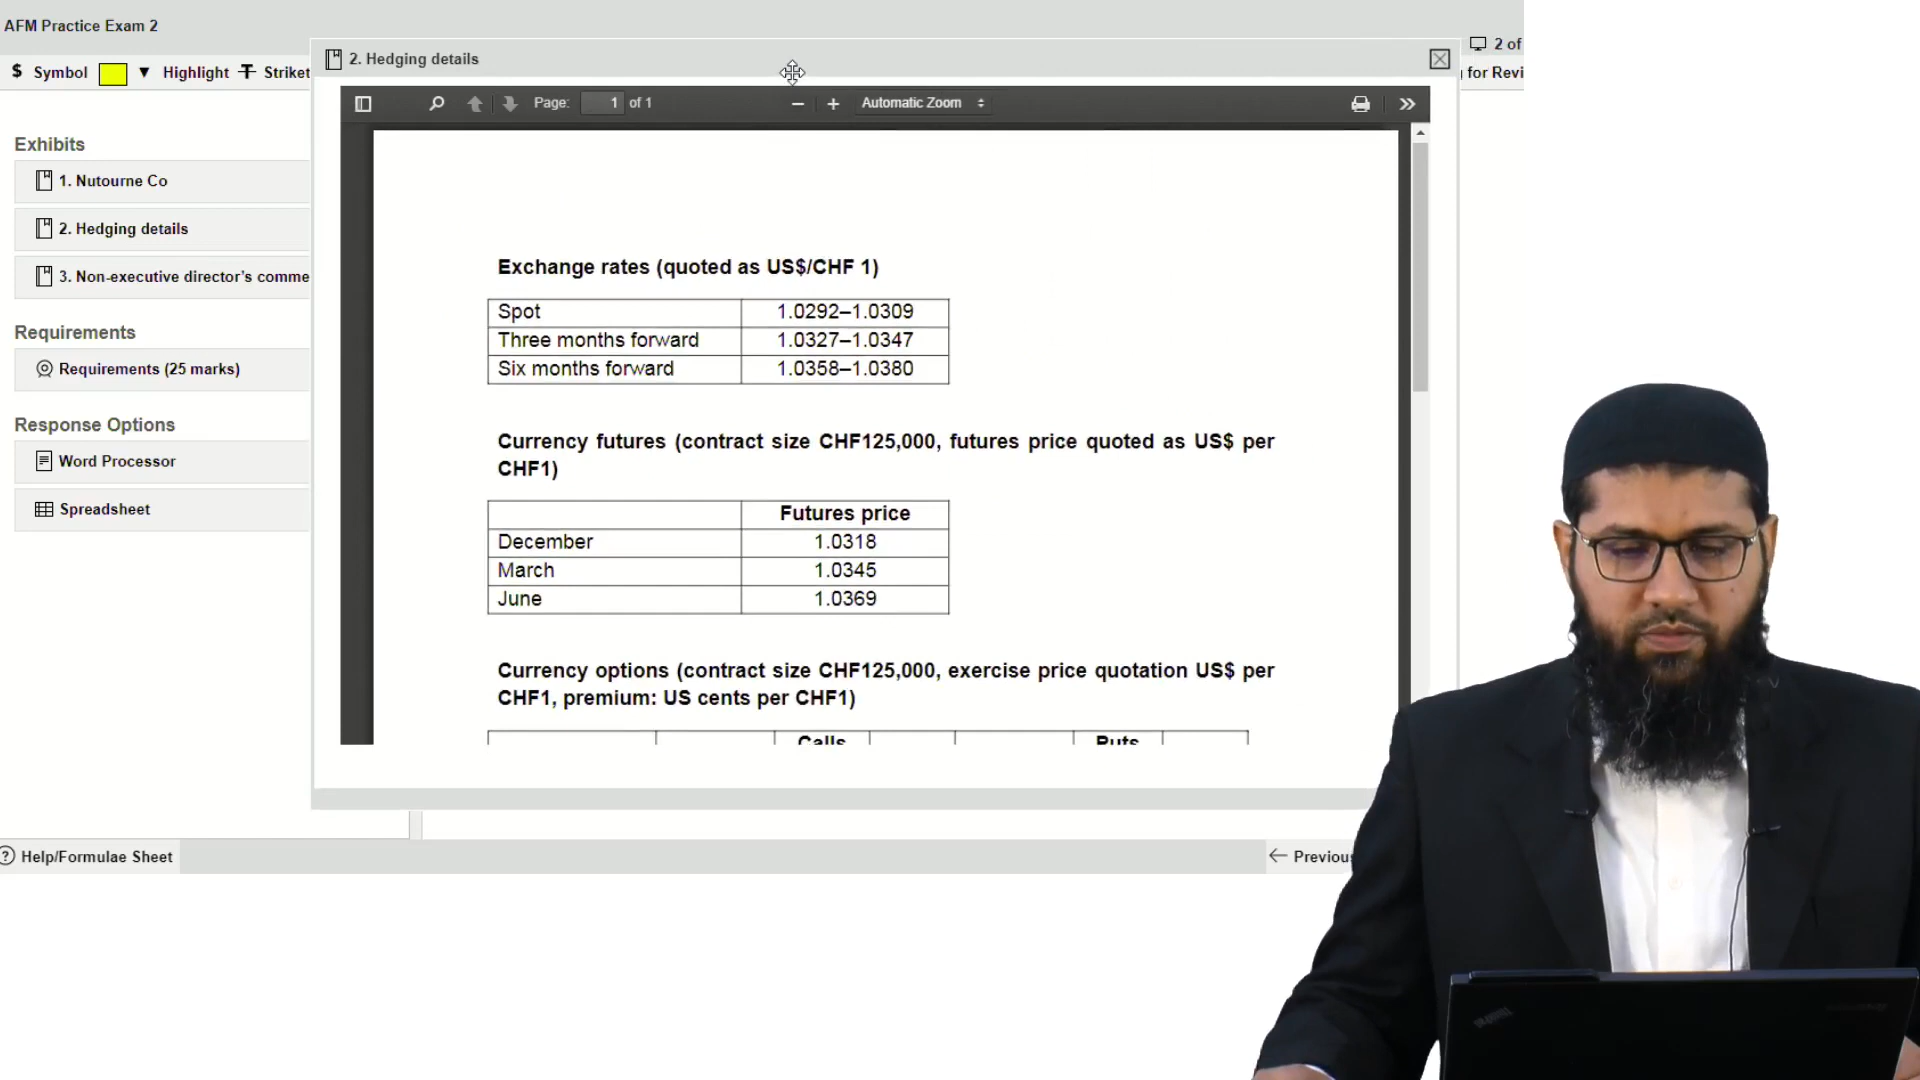 AFM Practice Exam 2
2 of
$ Symbol ▼ Highlight T Striket
for Revi
2. Hedging details
Page: 1 of 1
− + Automatic Zoom
Exhibits
1. Nutourne Co
2. Hedging details
3. Non-executive director's comme
Requirements
Requirements (25 marks)
Response Options
Word Processor
Spreadsheet
Exchange rates (quoted as US$/CHF 1)
Spot 1.0292–1.0309
Three months forward 1.0327–1.0347
Six months forward 1.0358–1.0380
Currency futures (contract size CHF125,000, futures price quoted as US$ per
CHF1)
Futures price
December 1.0318
March 1.0345
June 1.0369
Currency options (contract size CHF125,000, exercise price quotation US$ per
CHF1, premium: US cents per CHF1)
Calls Puts
? Help/Formulae Sheet
Previou